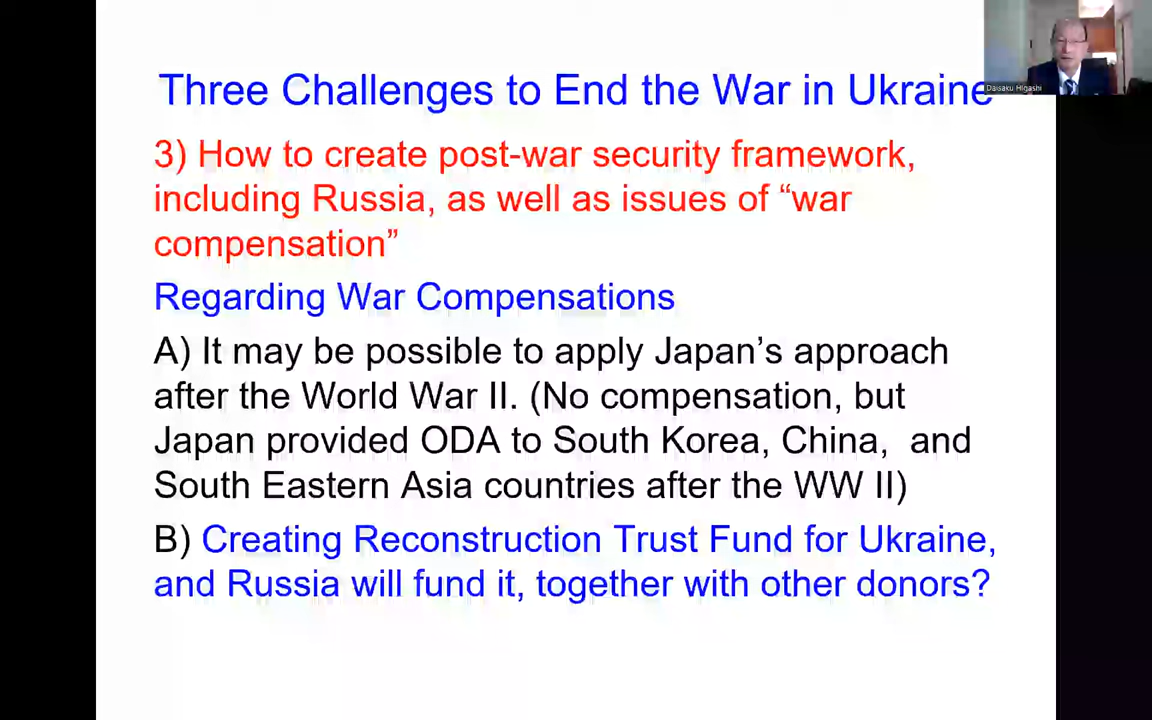 Three Challenges to End the War in Ukraine
Daisaku Higashi
3) How to create post-war security framework,
including Russia, as well as issues of “war
compensation”
Regarding War Compensations
A) It may be possible to apply Japan’s approach
after the World War II. (No compensation, but
Japan provided ODA to South Korea, China,  and
South Eastern Asia countries after the WW II)
B) Creating Reconstruction Trust Fund for Ukraine,
and Russia will fund it, together with other donors?